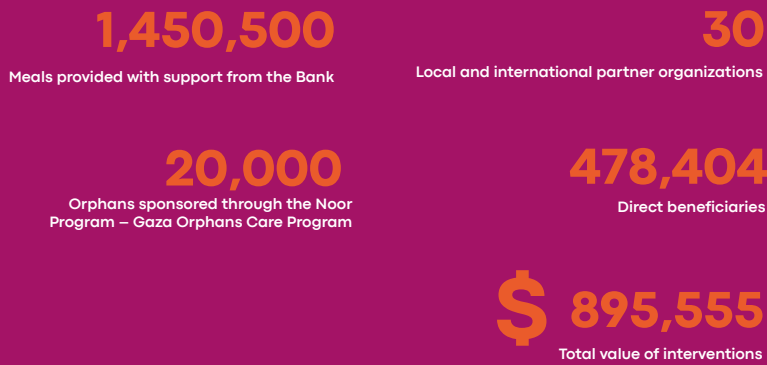 1,450,500
Meals provided with support from the Bank
30
Local and international partner organizations
20,000
Orphans sponsored through the Noor
Program – Gaza Orphans Care Program
478,404
Direct beneficiaries
$ 895,555
Total value of interventions